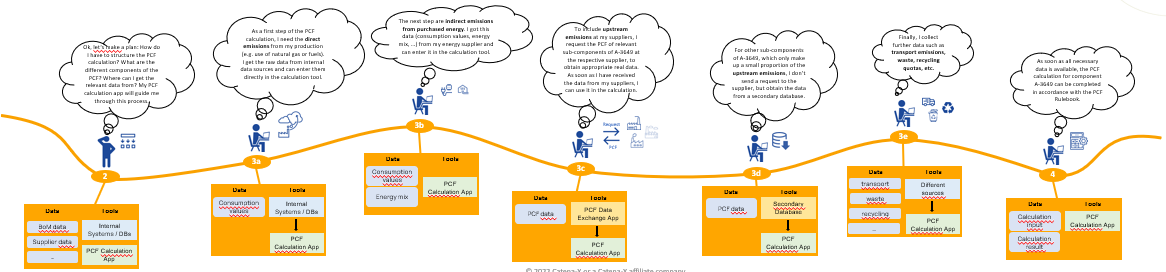 Ok, let's make a plan: How do
I have to structure the PCF
calculation? What are the
different components of the
PCF? Where can I get the
relevant data from? My PCF
calculation app will guide me
through this process.
As a first step of the PCF
calculation, I need the direct
emissions from my production
(e.g. use of natural gas or fuels).
I get the raw data from internal
data sources and can enter them
directly in the calculation tool.
The next step are indirect emissions
from purchased energy. I got this
data (consumption values, energy
mix, ...) from my energy supplier and
can enter it in the calculation tool.
To include upstream
emissions at my suppliers, I
request the PCF of relevant
sub-components of A-3649 at
the respective supplier, to
obtain appropriate real data.
As soon as I have received
the data from my suppliers, I
can use it in the calculation.
For other sub-components
of A-3649, which only make
up a small proportion of the
upstream emissions, I don't
send a request to the
supplier, but obtain the data
from a secondary database.
Finally, I collect
further data such as
transport emissions,
waste, recycling
quotas, etc.
As soon as all necessary
data is available, the PCF
calculation for component
A-3649 can be completed
in accordance with the PCF
Rulebook.
Request
PCF
2
3a
3b
3c
3d
3e
4
Data
Tools
BoM data
Supplier data
...
Internal
Systems / DBs
PCF Calculation
App
Data
Tools
Consumption
values
Internal
Systems / DBs
PCF
Calculation App
Data
Tools
Consumption
values
Energy mix
PCF
Calculation App
Data
Tools
PCF data
PCF Data
Exchange App
PCF
Calculation App
Data
Tools
PCF data
Secondary
Database
PCF
Calculation App
Data
Tools
transport
waste
recycling
...
Different
sources
PCF
Calculation App
Data
Tools
Calculation
input
Calculation
result
PCF
Calculation App
© 2022 Catena-X or a Catena-X affiliate company